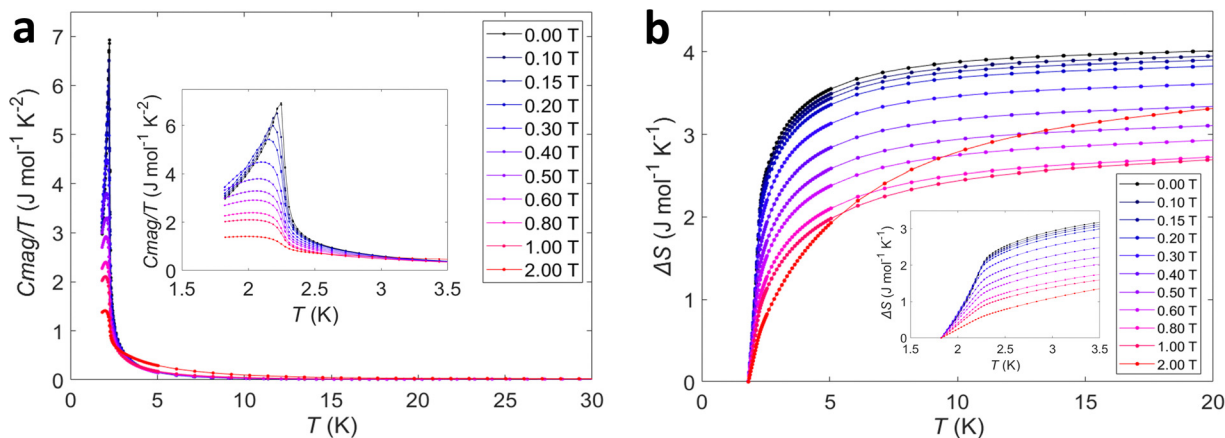 a
7
6
5
4
3
2
1
0
Cmag/T (J mol⁻¹ K⁻²)
0 5 10 15 20 25 30
T (K)
0.00 T
0.10 T
0.15 T
0.20 T
0.30 T
0.40 T
0.50 T
0.60 T
0.80 T
1.00 T
2.00 T
6
4
2
0
Cmag/T (J mol⁻¹ K⁻²)
1.5 2 2.5 3 3.5
T (K)
b
4
3
2
1
0
ΔS (J mol⁻¹ K⁻¹)
0 5 10 15 20
T (K)
0.00 T
0.10 T
0.15 T
0.20 T
0.30 T
0.40 T
0.50 T
0.60 T
0.80 T
1.00 T
2.00 T
3
2
1
0
ΔS (J mol⁻¹ K⁻¹)
1.5 2 2.5 3 3.5
T (K)